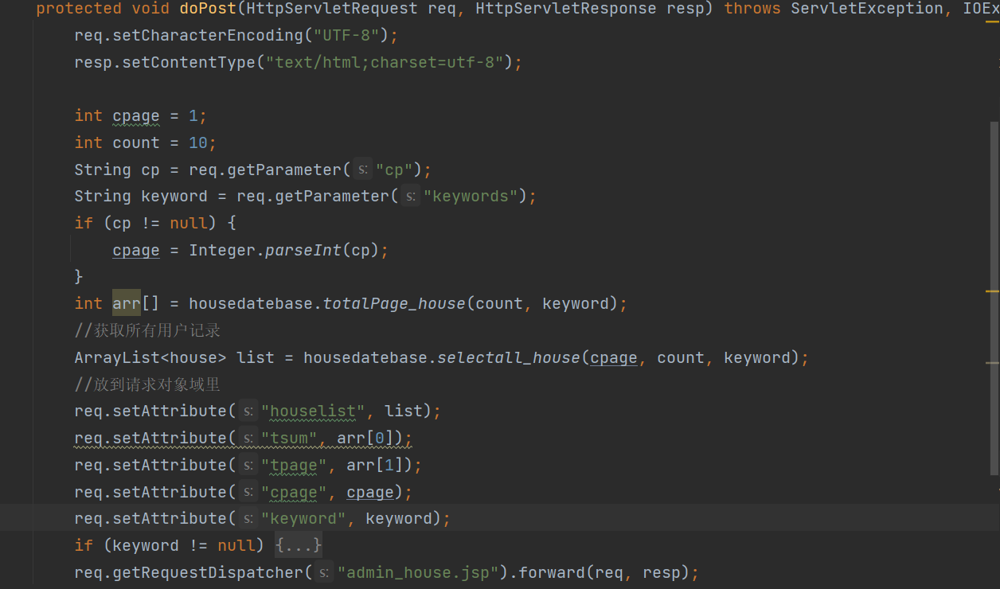 protected void doPost(HttpServletRequest req, HttpServletResponse resp) throws ServletException, IOEx
req.setCharacterEncoding("UTF-8");
resp.setContentType("text/html;charset=utf-8");
int cpage = 1;
int count = 10;
String cp = req.getParameter( s: "cp");
String keyword = req.getParameter( s: "keywords");
if (cp != null) {
cpage = Integer.parseInt(cp);
}
int arr[] = housedatebase.totalPage_house(count, keyword);
//获取所有用户记录
ArrayList<house> list = housedatebase.selectall_house(cpage, count, keyword);
//放到请求对象域里
req.setAttribute( s: "houselist", list);
req.setAttribute( s: "tsum", arr[0]);
req.setAttribute( s: "tpage", arr[1]);
req.setAttribute( s: "cpage", cpage);
req.setAttribute( s: "keyword", keyword);
if (keyword != null) {...}
req.getRequestDispatcher( s: "admin_house.jsp").forward(req, resp);